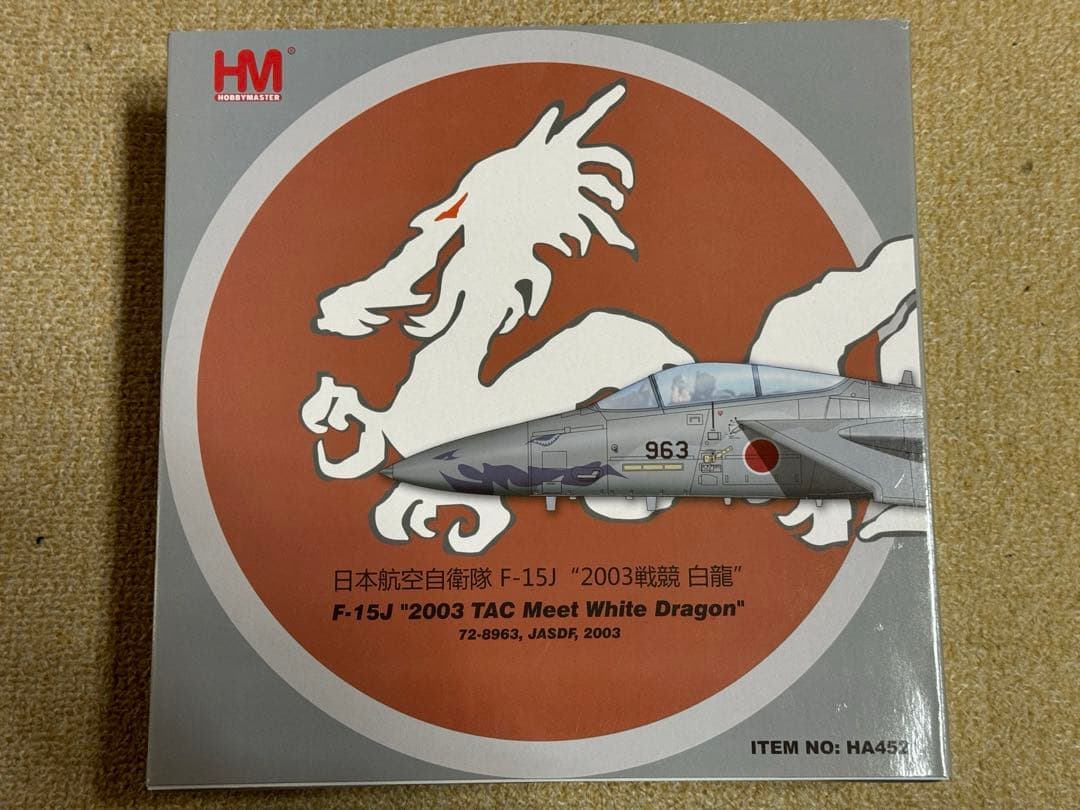 HM®
HOBBYMASTER
963
日本航空自衛隊 F-15J “2003戦競 白龍”
F-15J "2003 TAC Meet White Dragon"
72-8963, JASDF, 2003
ITEM NO: